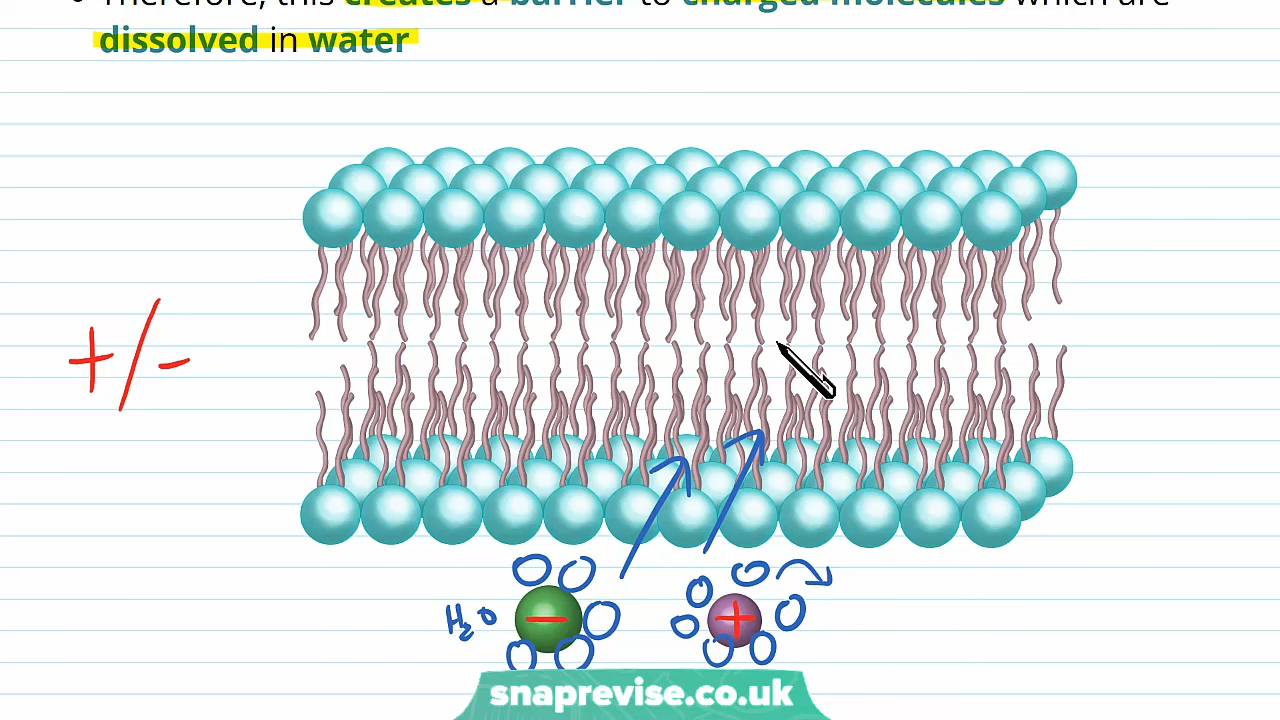 • Therefore, this creates a barrier to charged molecules which are
dissolved in water
+/-
H₂O
-
+
snaprevise.co.uk